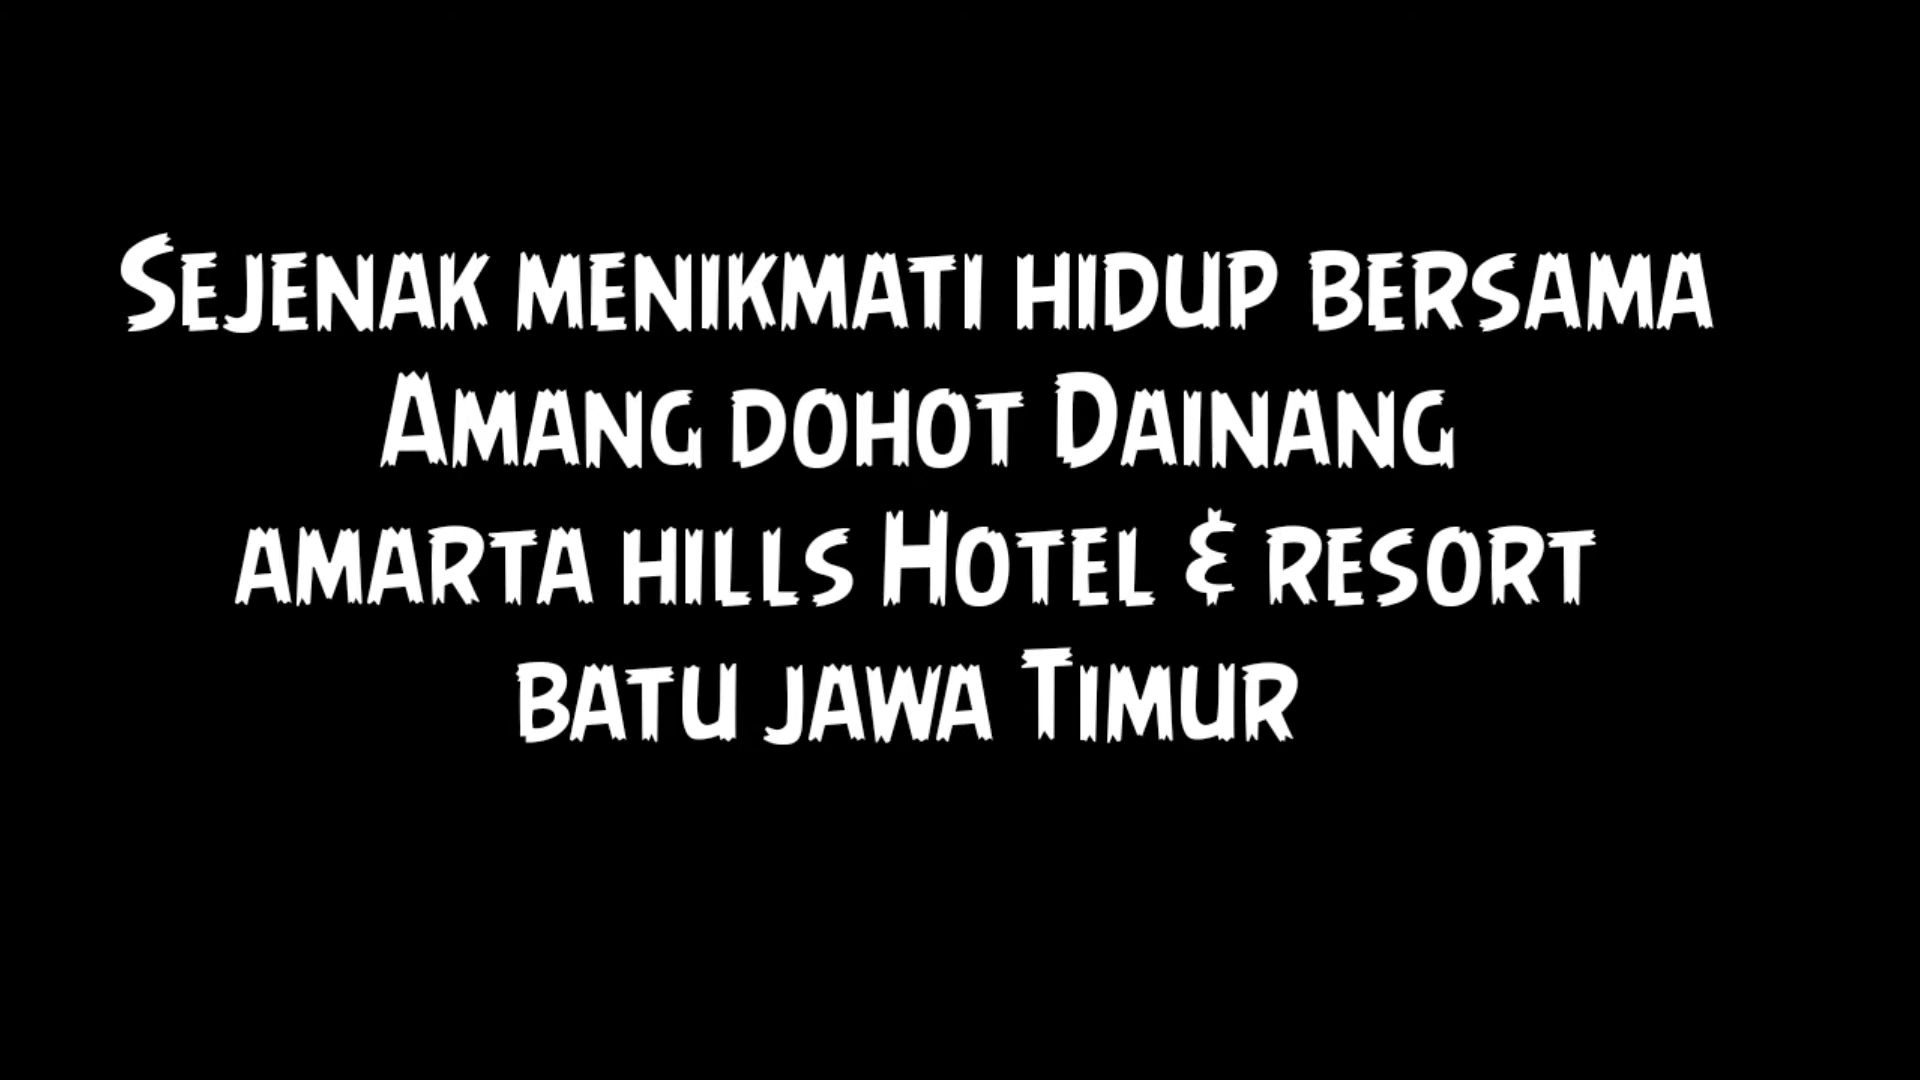 Sejenak menikmati hidup bersama
Amang dohot Dainang
amarta hills Hotel & resort
batu jawa Timur